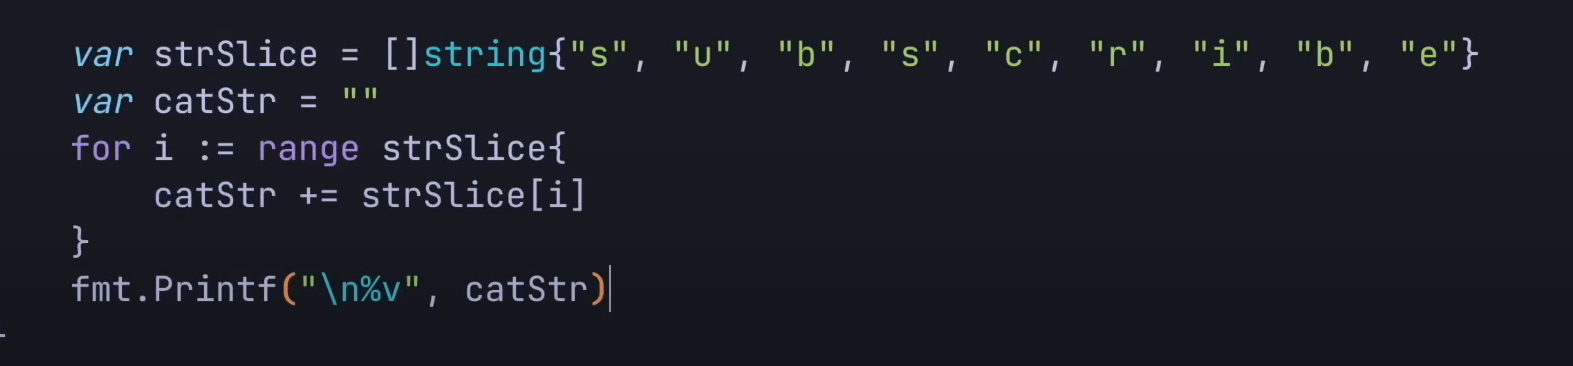 var strSlice = []string{"s", "u", "b", "s", "c", "r", "i", "b", "e"}
var catStr = ""
for i := range strSlice{
    catStr += strSlice[i]
}
fmt.Printf("\n%v", catStr)